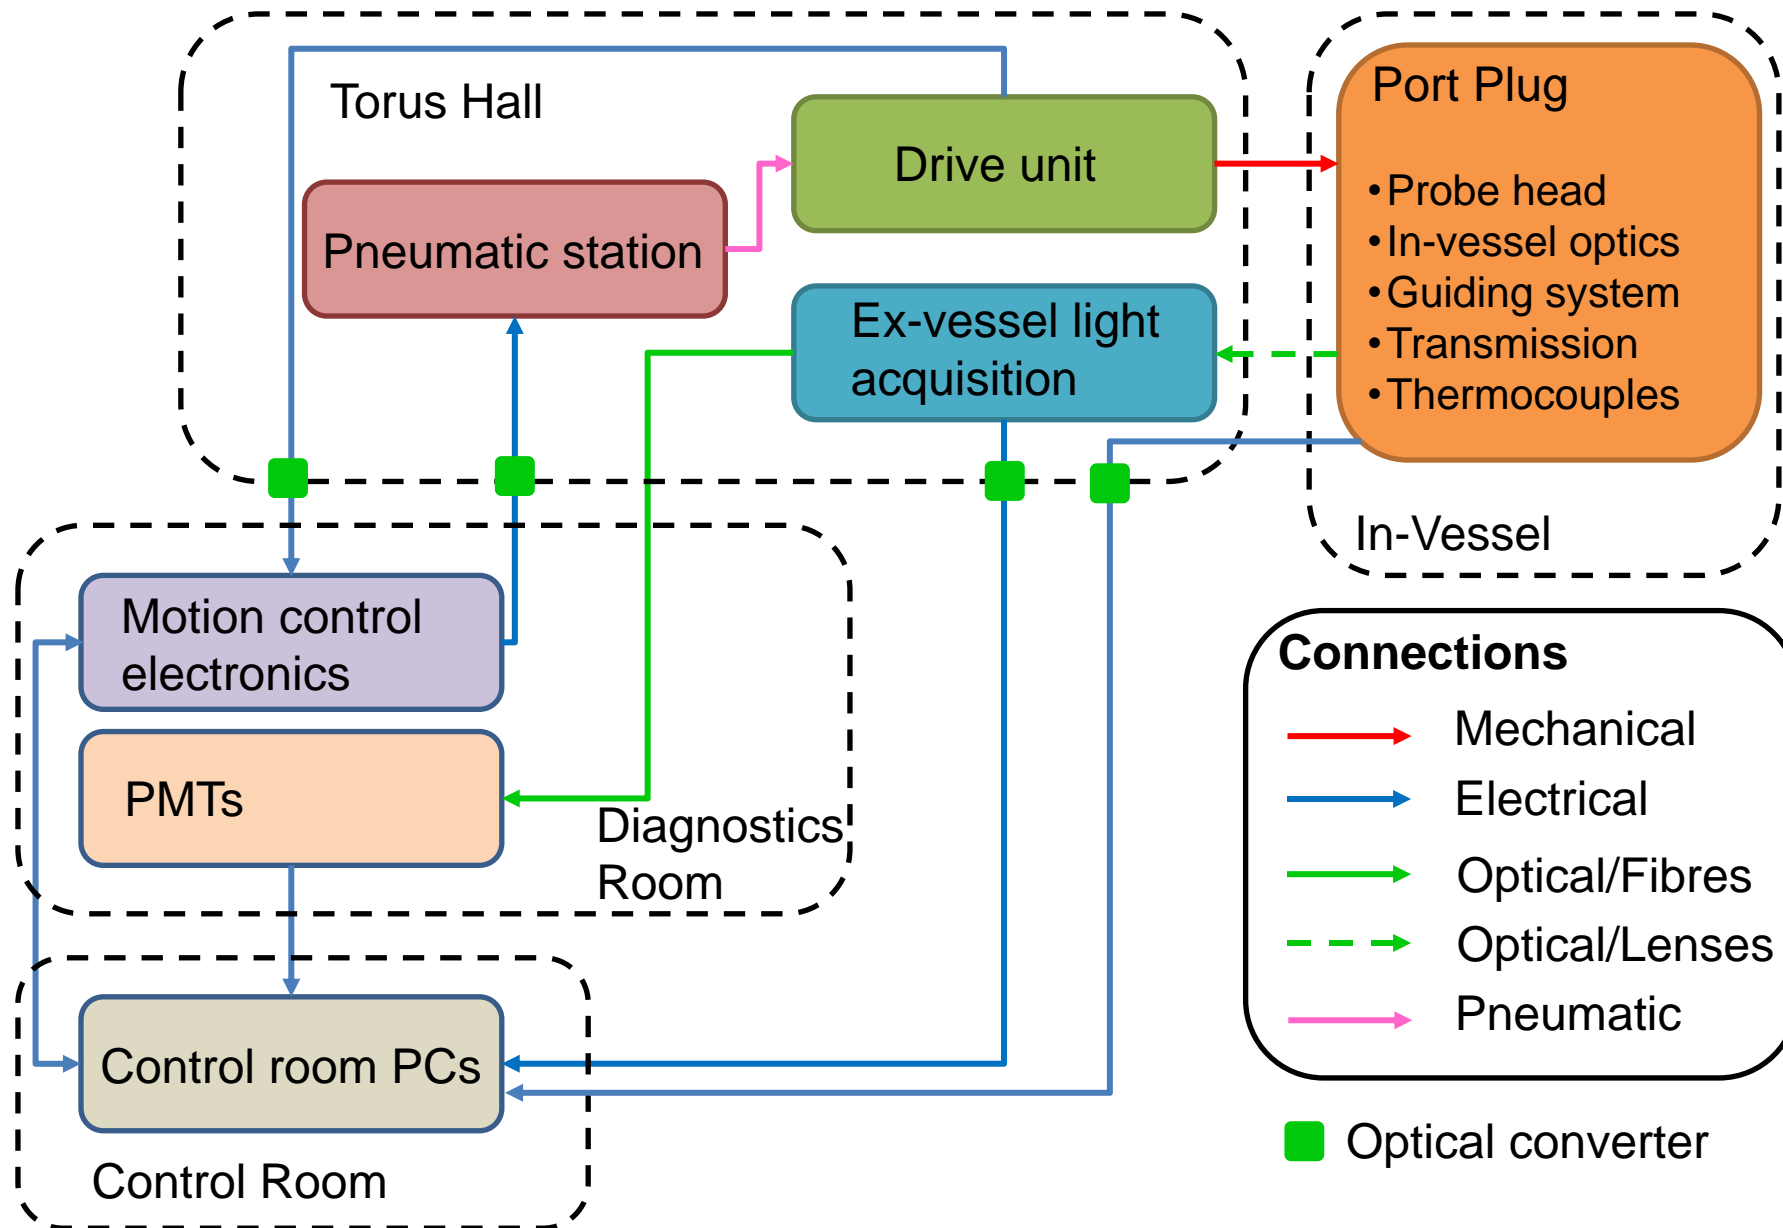 Torus Hall
Drive unit
Pneumatic station
Ex-vessel light
acquisition
Port Plug
•Probe head
•In-vessel optics
•Guiding system
•Transmission
•Thermocouples
In-Vessel
Motion control
electronics
PMTs
Diagnostics
Room
Control room PCs
Control Room
Connections
Mechanical
Electrical
Optical/Fibres
Optical/Lenses
Pneumatic
Optical converter